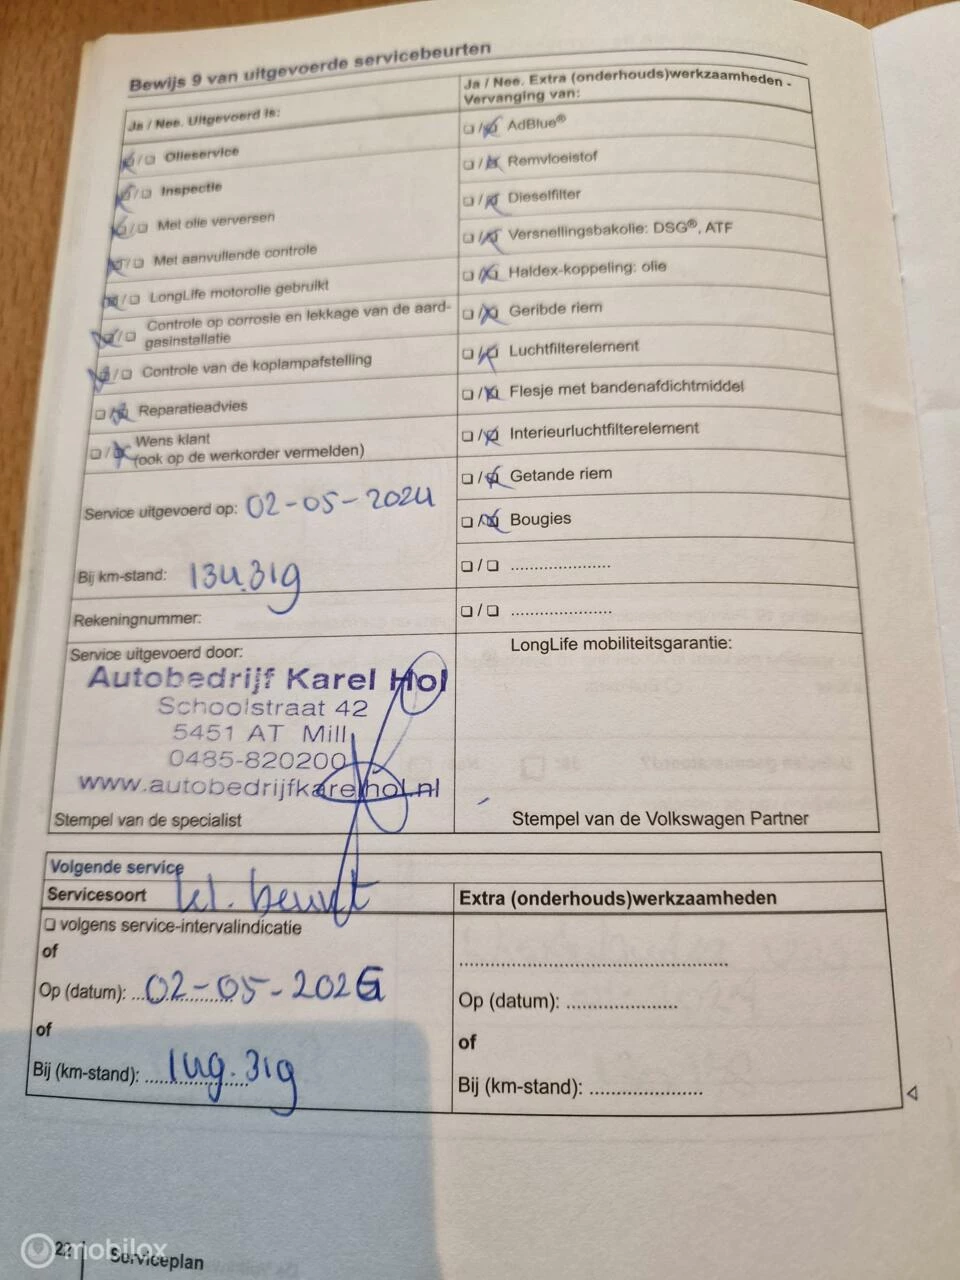 Bewijs 9 van uitgevoerde servicebeurten
Ja / Nee. Uitgevoerd is:
Olieservice
Inspectie
Met olie verversen
Met aanvullende controle
LongLife motorolie gebruikt
Controle op corrosie en lekkage van de aard-
gasinstallatie
Controle van de koplampafstelling
Reparatieadvies
Wens klant
(ook op de werkorder vermelden)
Service uitgevoerd op: 02-05-2024
Bij km-stand: 134.319
Rekeningnummer:
Service uitgevoerd door:
Autobedrijf Karel Hol
Schoolstraat 42
5451 AT Mill
0485-820200
www.autobedrijfkarelhol.nl
Stempel van de specialist
Ja / Nee. Extra (onderhouds)werkzaamheden -
Vervanging van:
AdBlue®
Remvloeistof
Dieselfilter
Versnellingsbakolie: DSG®, ATF
Haldex-koppeling: olie
Geribde riem
Luchtfilterelement
Flesje met bandenafdichtmiddel
Interieurluchtfilterelement
Getande riem
Bougies
/ .....................
/ .....................
LongLife mobiliteitsgarantie:
Stempel van de Volkswagen Partner
Volgende service
Servicesoort kl. beurt
volgens service-intervalindicatie
of
Op (datum): 02-05-2026
of
Bij (km-stand): 149.319
Extra (onderhouds)werkzaamheden
Op (datum): .....................
of
Bij (km-stand): .....................
22 Serviceplan
mobilox